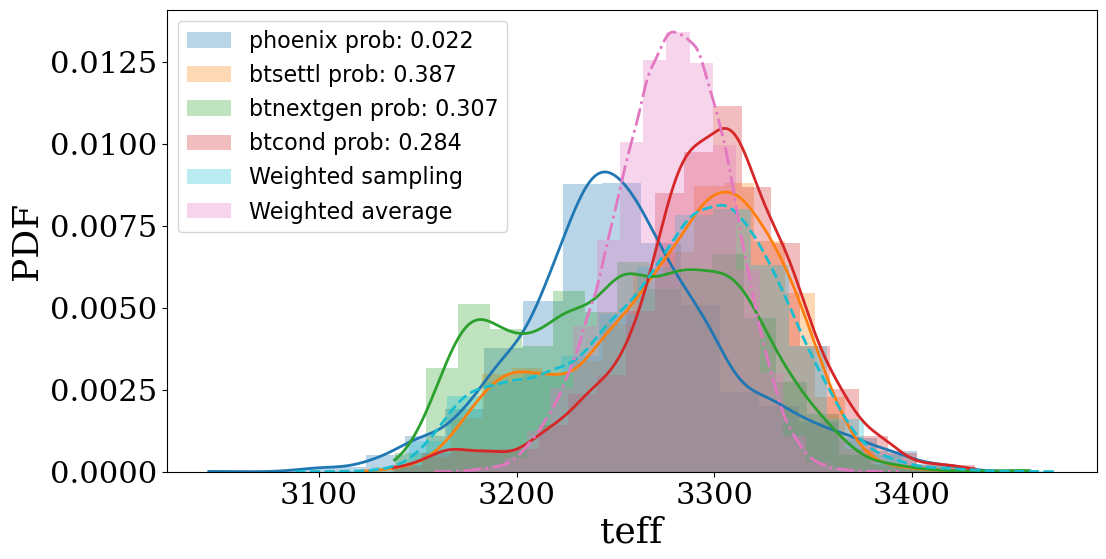 phoenix prob: 0.022
btsettl prob: 0.387
btnextgen prob: 0.307
btcond prob: 0.284
Weighted sampling
Weighted average
0.0125
0.0100
0.0075
0.0050
0.0025
0.0000
PDF
3100 3200 3300 3400
teff